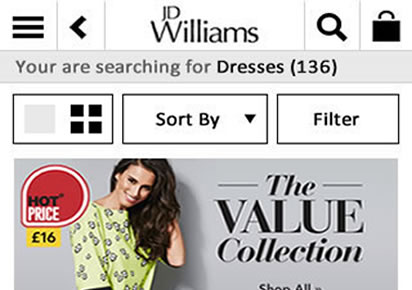 JD
Williams
Your are searching for Dresses (136)
Sort By
Filter
HOT
PRICE
£16
The
VALUE
Collection
Shop All »